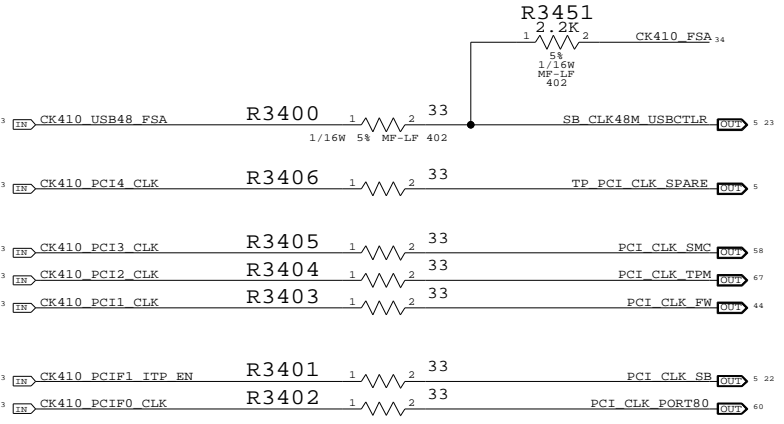 R3451
2.2K
1 2 CK410_FSA 34
5%
1/16W
MF-LF
402
3 IN CK410_USB48_FSA R3400 1 2 33 SB_CLK48M_USBCTLR OUT 5 23
1/16W 5% MF-LF 402
3 IN CK410_PCI4_CLK R3406 1 2 33 TP_PCI_CLK_SPARE OUT 5
3 IN CK410_PCI3_CLK R3405 1 2 33 PCI_CLK_SMC OUT 58
3 IN CK410_PCI2_CLK R3404 1 2 33 PCI_CLK_TPM OUT 67
3 IN CK410_PCI1_CLK R3403 1 2 33 PCI_CLK_FW OUT 44
3 IN CK410_PCIF1_ITP_EN R3401 1 2 33 PCI_CLK_SB OUT 5 22
3 IN CK410_PCIF0_CLK R3402 1 2 33 PCI_CLK_PORT80 OUT 60